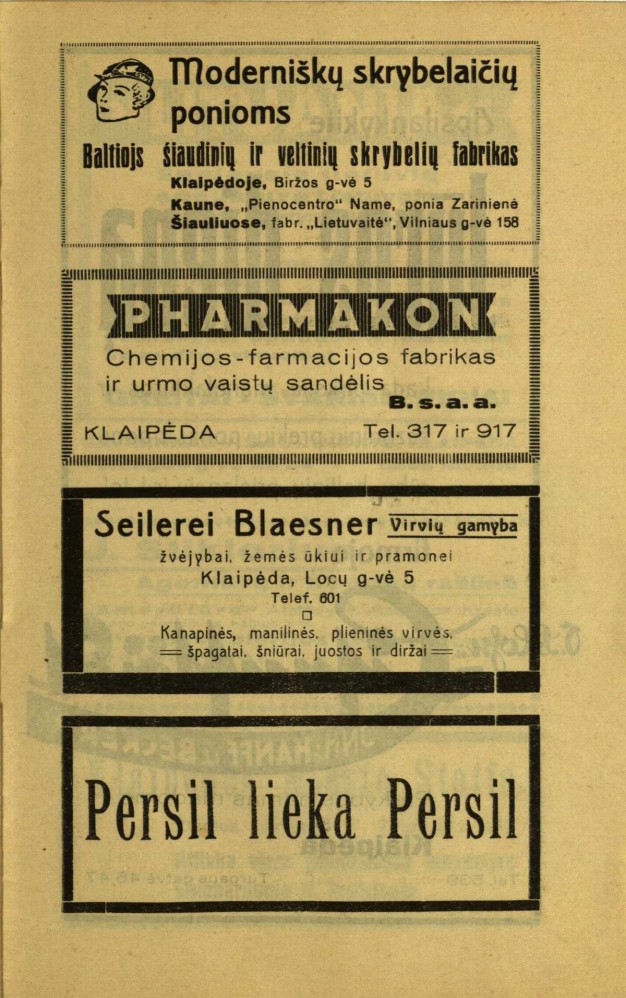 Moderniškų skrybelaičių
ponioms
Baltijos šiaudinių ir veltinių skrybelių fabrikas
Klaipėdoje, Biržos g-vė 5
Kaune, „Pienocentro“ Name, ponia Zarinienė
Šiauliuose, fabr. „Lietuvaitė“, Vilniaus g-vė 158
PHARMAKON
Chemijos-farmacijos fabrikas
ir urmo vaistų sandėlis
B. s. a. a.
KLAIPĖDA Tel. 317 ir 917
Seilerei Blaesner Virvių gamyba
žvėjybai, žemės ūkiui ir pramonei
Klaipėda, Locų g-vė 5
Telef. 601
Kanapinės, manilinės, plieninės virvės,
špagatai, šniūrai, juostos ir diržai
Persil lieka Persil